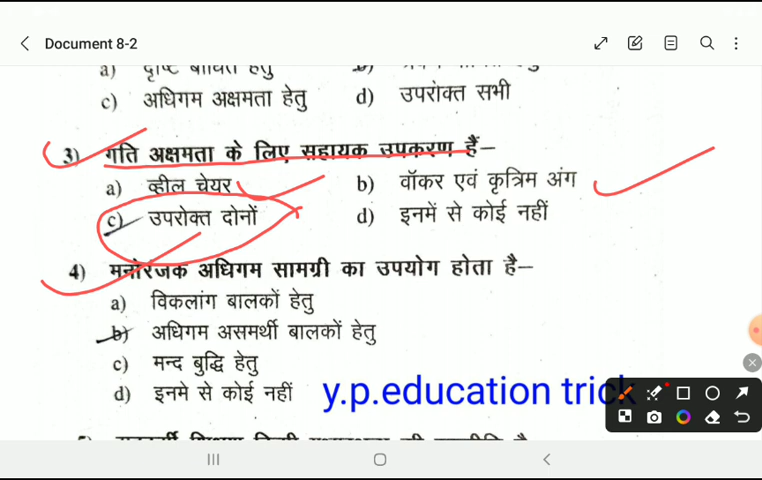 Document 8-2
a) दृष्टि बाधित हेतु
c) अधिगम अक्षमता हेतु d) उपरोक्त सभी
3) गति अक्षमता के लिए सहायक उपकरण हैं–
a) व्हील चेयर b) वॉकर एवं कृत्रिम अंग
c) उपरोक्त दोनों d) इनमें से कोई नहीं
4) मनोरंजक अधिगम सामग्री का उपयोग होता है–
a) विकलांग बालकों हेतु
b) अधिगम असमर्थी बालकों हेतु
c) मन्द बुद्धि हेतु
d) इनमे से कोई नहीं
y.p.education trick